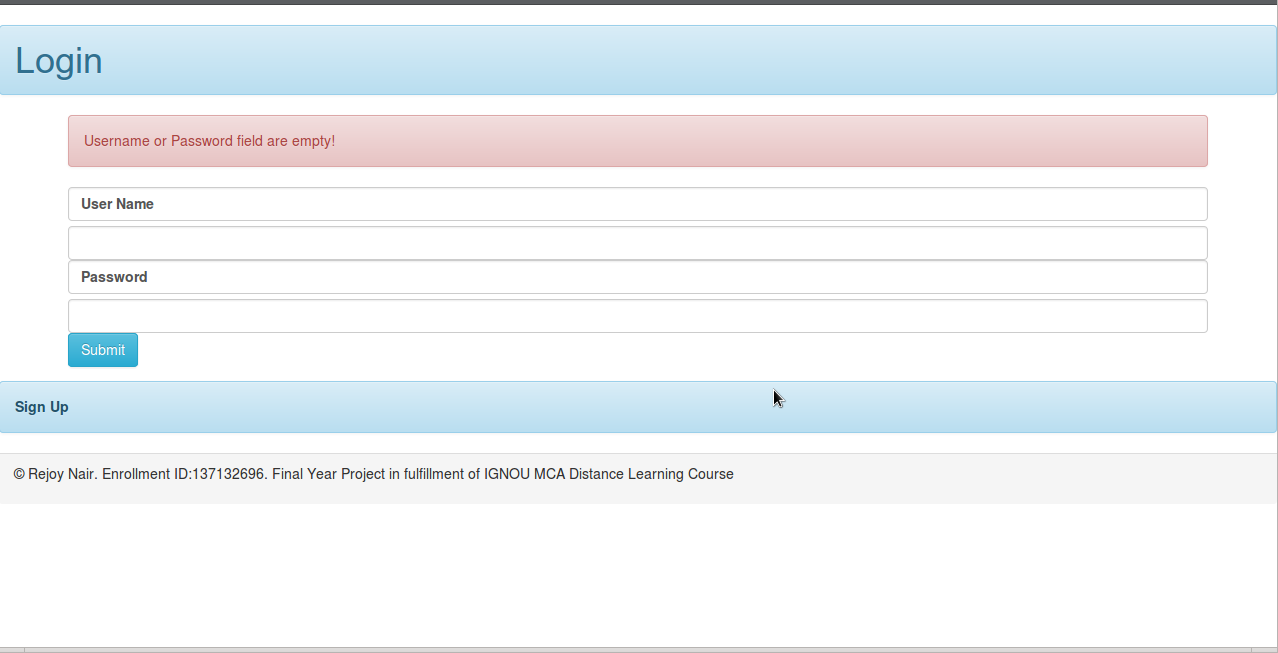 Login
Username or Password field are empty!
User Name
Password
Submit
Sign Up
© Rejoy Nair. Enrollment ID:137132696. Final Year Project in fulfillment of IGNOU MCA Distance Learning Course